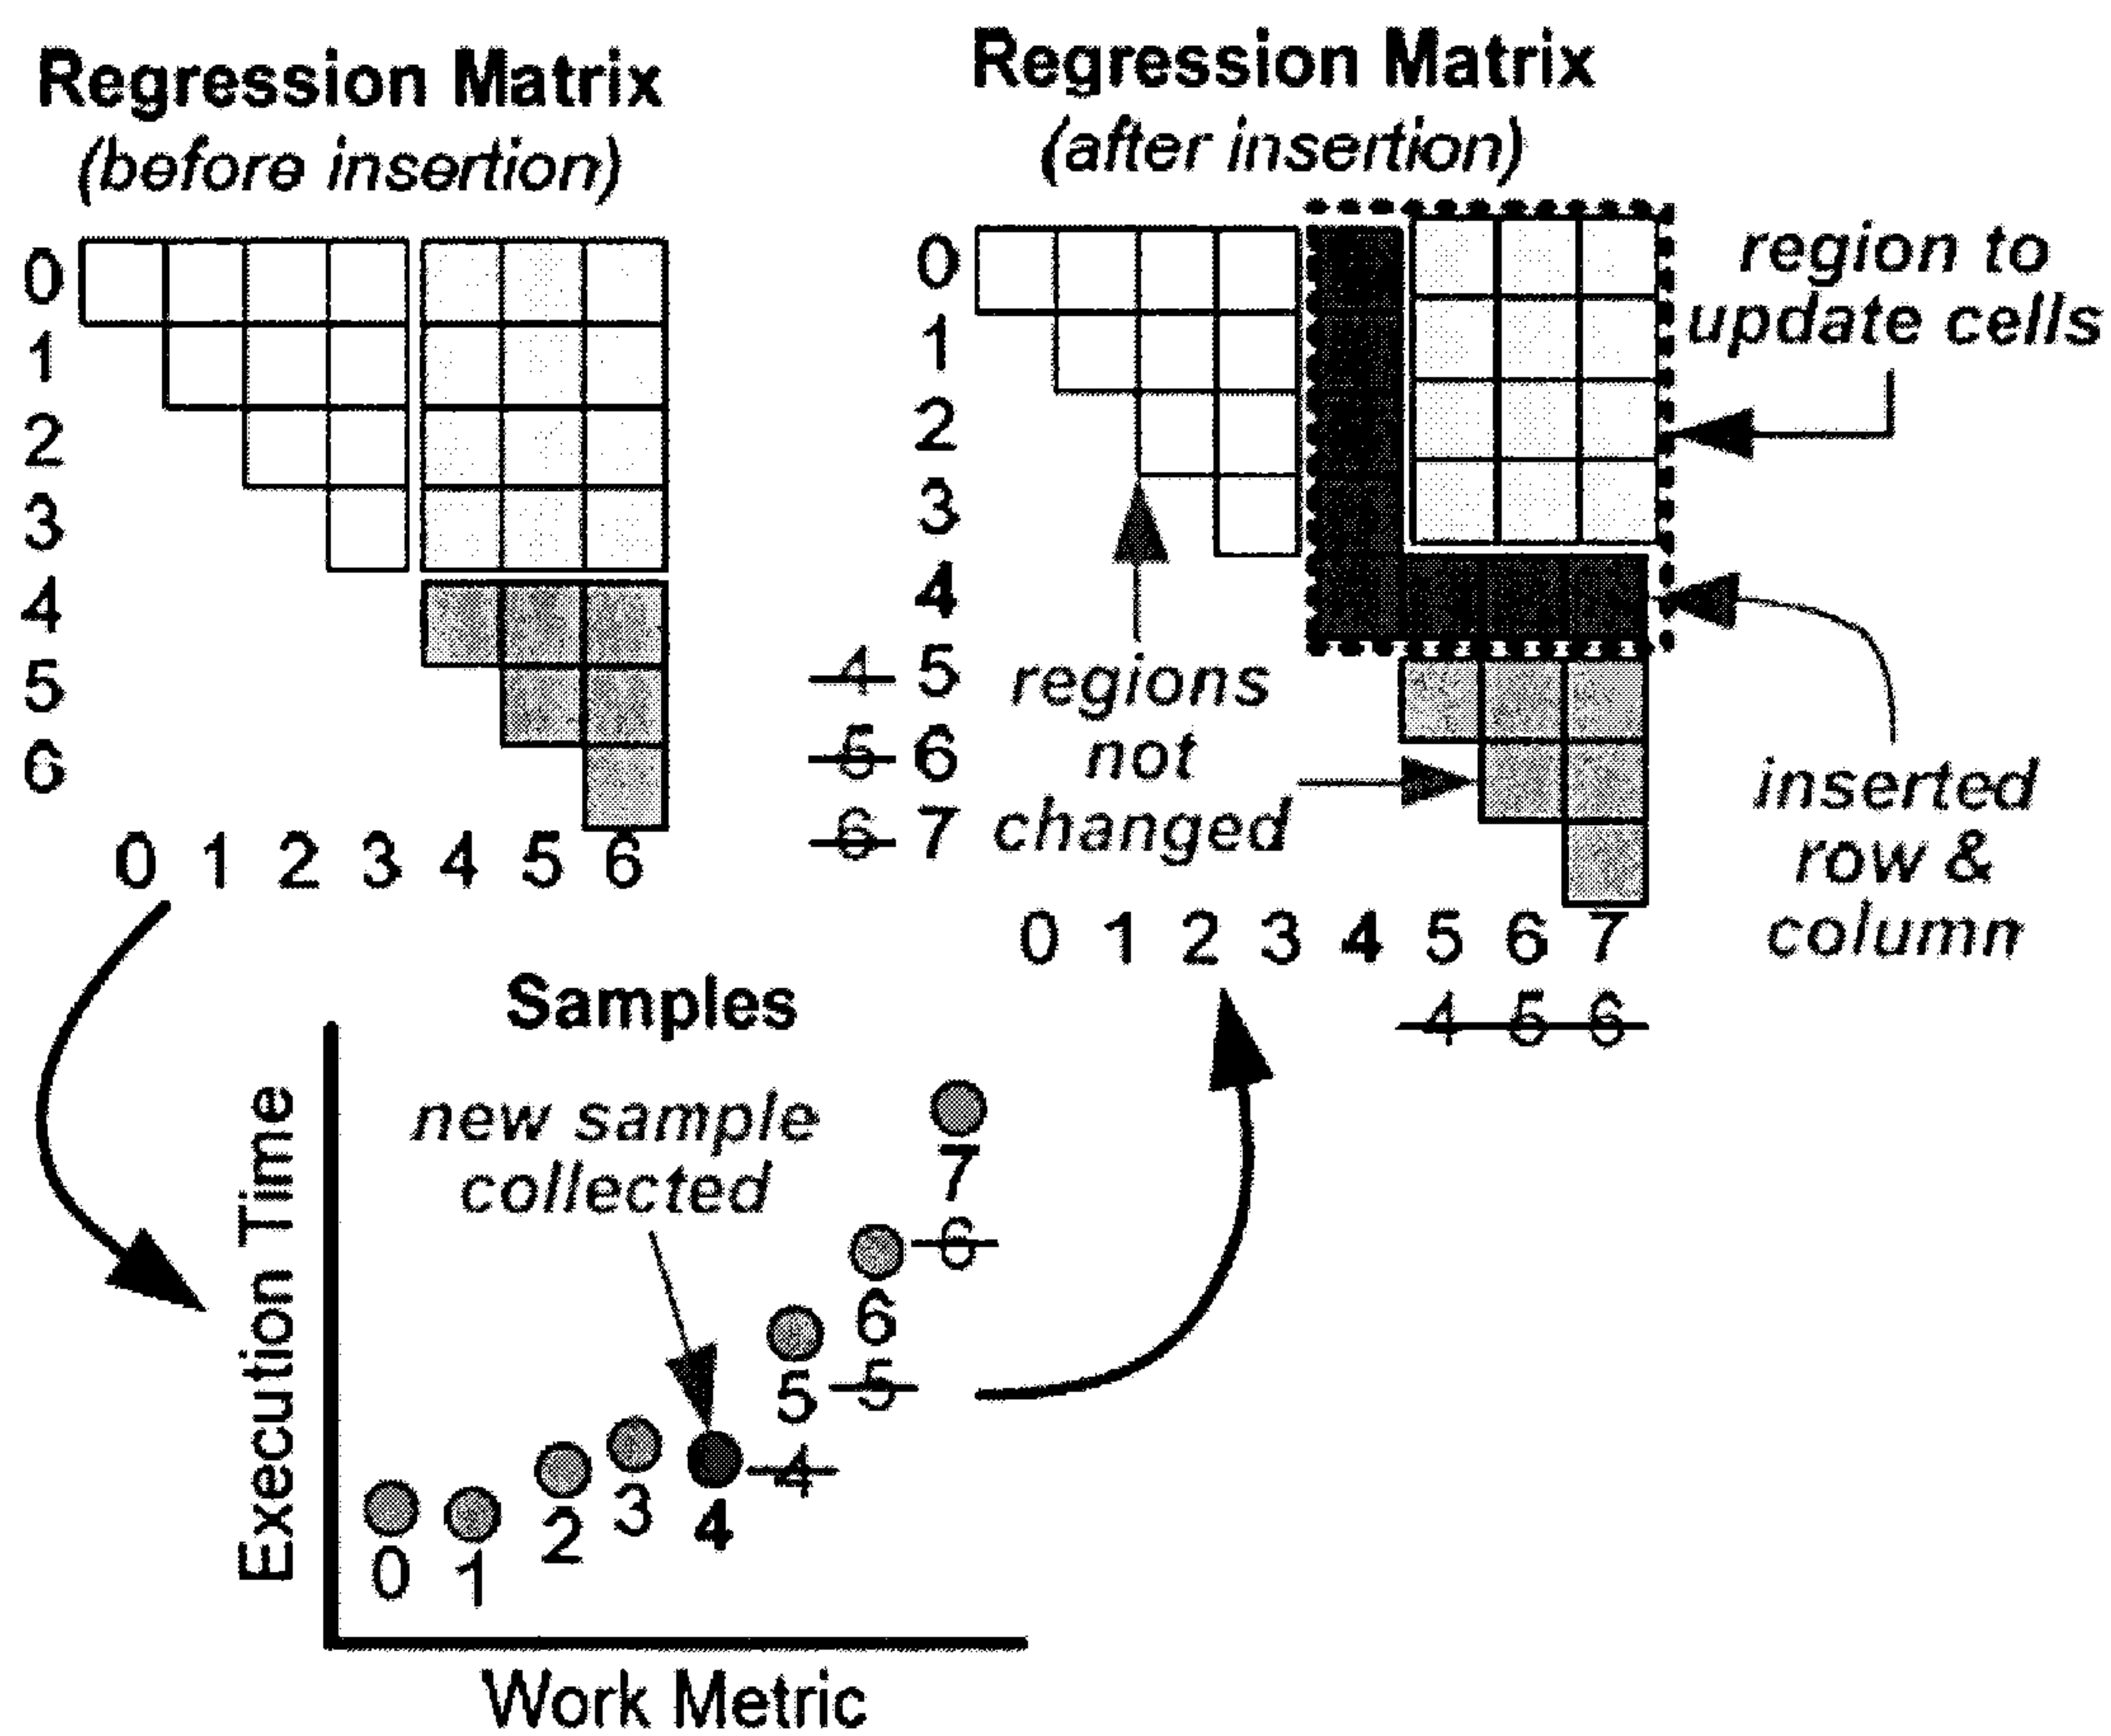 Regression Matrix
(before insertion)
0
1
2
3
4
5
6
0 1 2 3 4 5 6
Regression Matrix
(after insertion)
0
1
2
3
4
4 5
5 6
6 7
0 1 2 3 4 5 6 7
4 5 6
region to
update cells
regions
not
changed
inserted
row &
column
Samples
new sample
collected
Execution Time
7
6
6
5
5
4
0
1
2
3
4
Work Metric